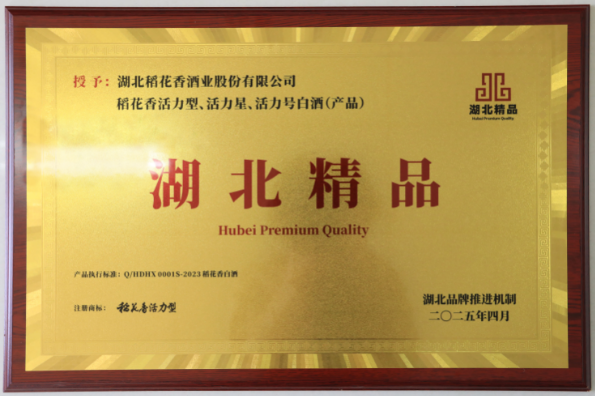 授予：湖北稻花香酒业股份有限公司
稻花香活力型、活力星、活力号白酒（产品）
湖北精品
Hubei Premium Quality
湖北精品
Hubei Premium Quality
产品执行标准：Q/HDHX 0001S-2023 稻花香白酒
注册商标：稻花香活力型
湖北品牌推进机制
二〇二五年四月